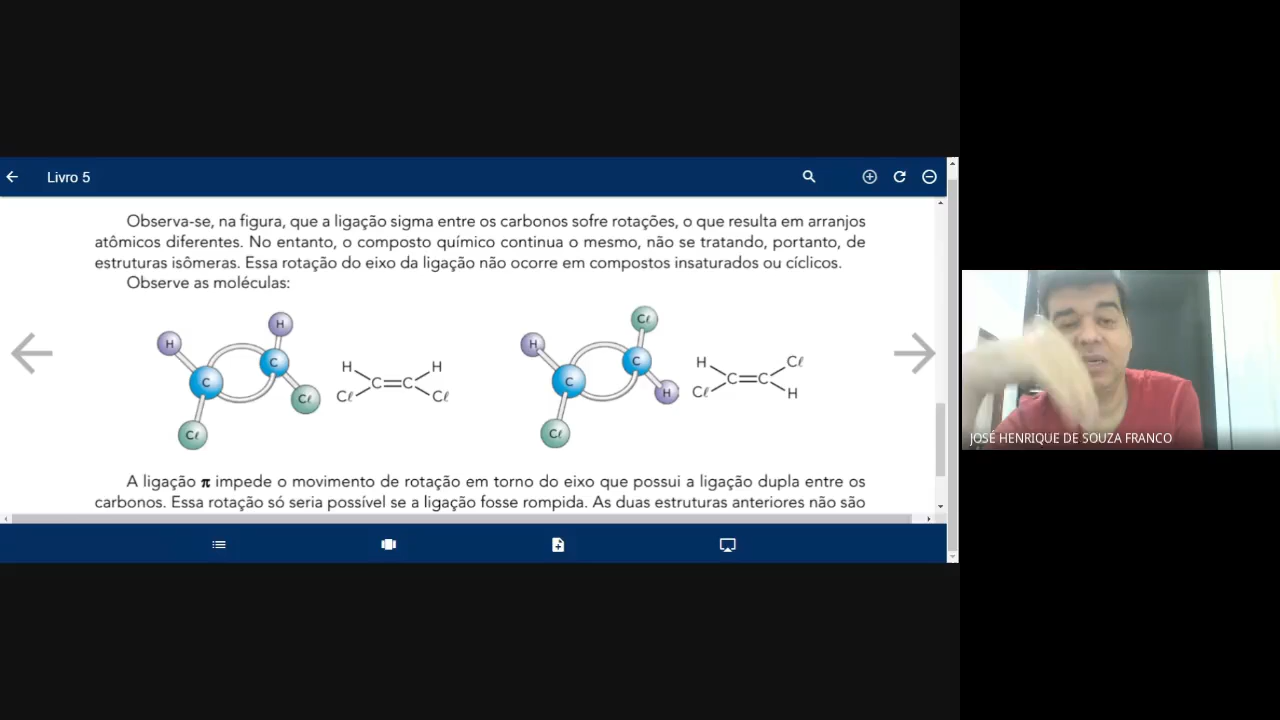 Livro 5
Observa-se, na figura, que a ligação sigma entre os carbonos sofre rotações, o que resulta em arranjos
atômicos diferentes. No entanto, o composto químico continua o mesmo, não se tratando, portanto, de
estruturas isômeras. Essa rotação do eixo da ligação não ocorre em compostos insaturados ou cíclicos.
Observe as moléculas:
H H
C C
Cℓ Cℓ
H H
C C
Cℓ Cℓ
H Cℓ
C C
Cℓ H
H Cℓ
C C
Cℓ H
A ligação π impede o movimento de rotação em torno do eixo que possui a ligação dupla entre os
carbonos. Essa rotação só seria possível se a ligação fosse rompida. As duas estruturas anteriores não são
JOSÉ HENRIQUE DE SOUZA FRANCO